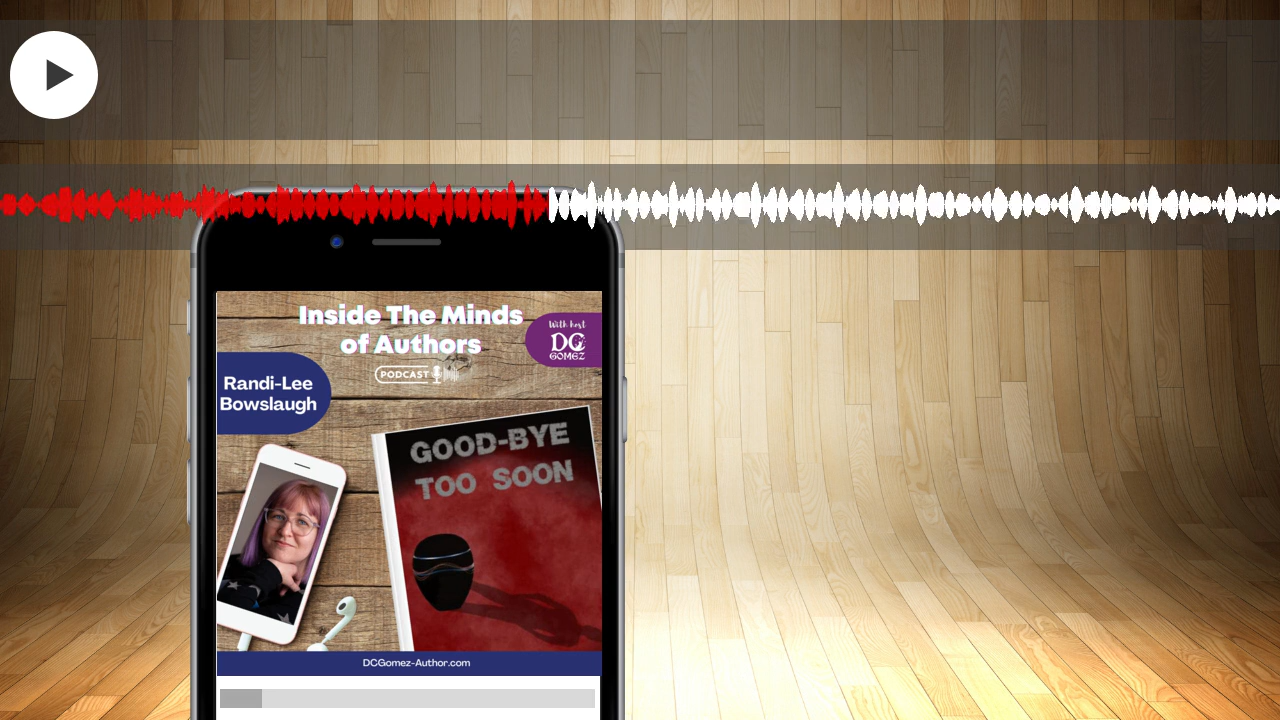 Inside The Minds
of Authors
With host
DC
GOMEZ
PODCAST
Randi-Lee
Bowslaugh
GOOD-BYE
TOO SOON
DCGomez-Author.com